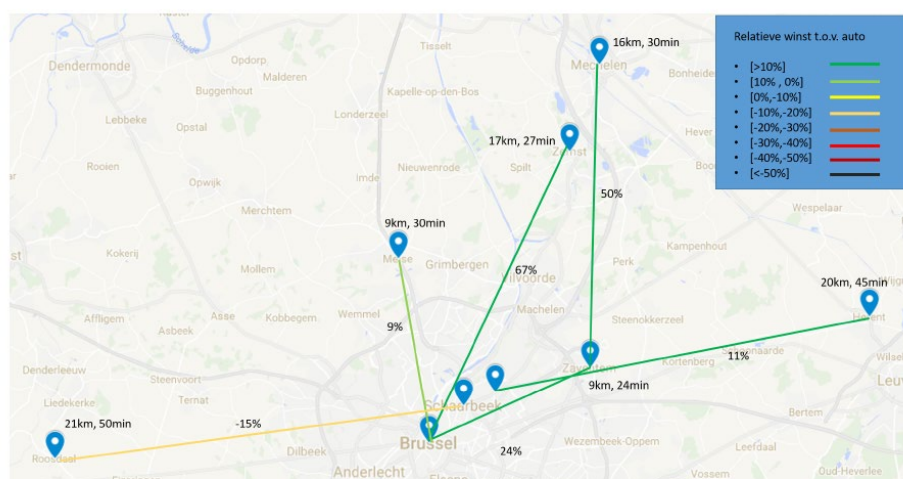 Relatieve winst t.o.v. auto
• [>10%]
• [10% , 0%]
• [0%,-10%]
• [-10%,-20%]
• [-20%,-30%]
• [-30%,-40%]
• [-40%,-50%]
• [<-50%]
16km, 30min
Mechelen
Tisselt
Dendermonde
Opdorp
Malderen
Bonheiden
Buggenhout
Kapelle-op-den-Bos
Londerzeel
Lebbeke
Opstal
Hever
17km, 27min
Zemst
Rooien
Imde
Nieuwenrode
Spilt
Opwijk
50%
Merchtem
Wespelaar
9km, 30min
Kokerij
Meise
Grimbergen
Mollem
67%
Vilvoorde
Perk
Kampenhout
20km, 45min
Affligem
Asse
Kobbegem
Wemmel
Machelen
Steenokkerzeel
Herent
Asbeek
9%
Denderleeuw
Steenvoort
Zaventem
Kortenberg
11%
Liedekerke
Ternat
9km, 24min
Schaarbeek
21km, 50min
-15%
Bertem
Roosdaal
Dilbeek
Brussel
24%
Wezembeek-Oppem
Leefdaal
Anderlecht
Vossem
Oud-Heverlee